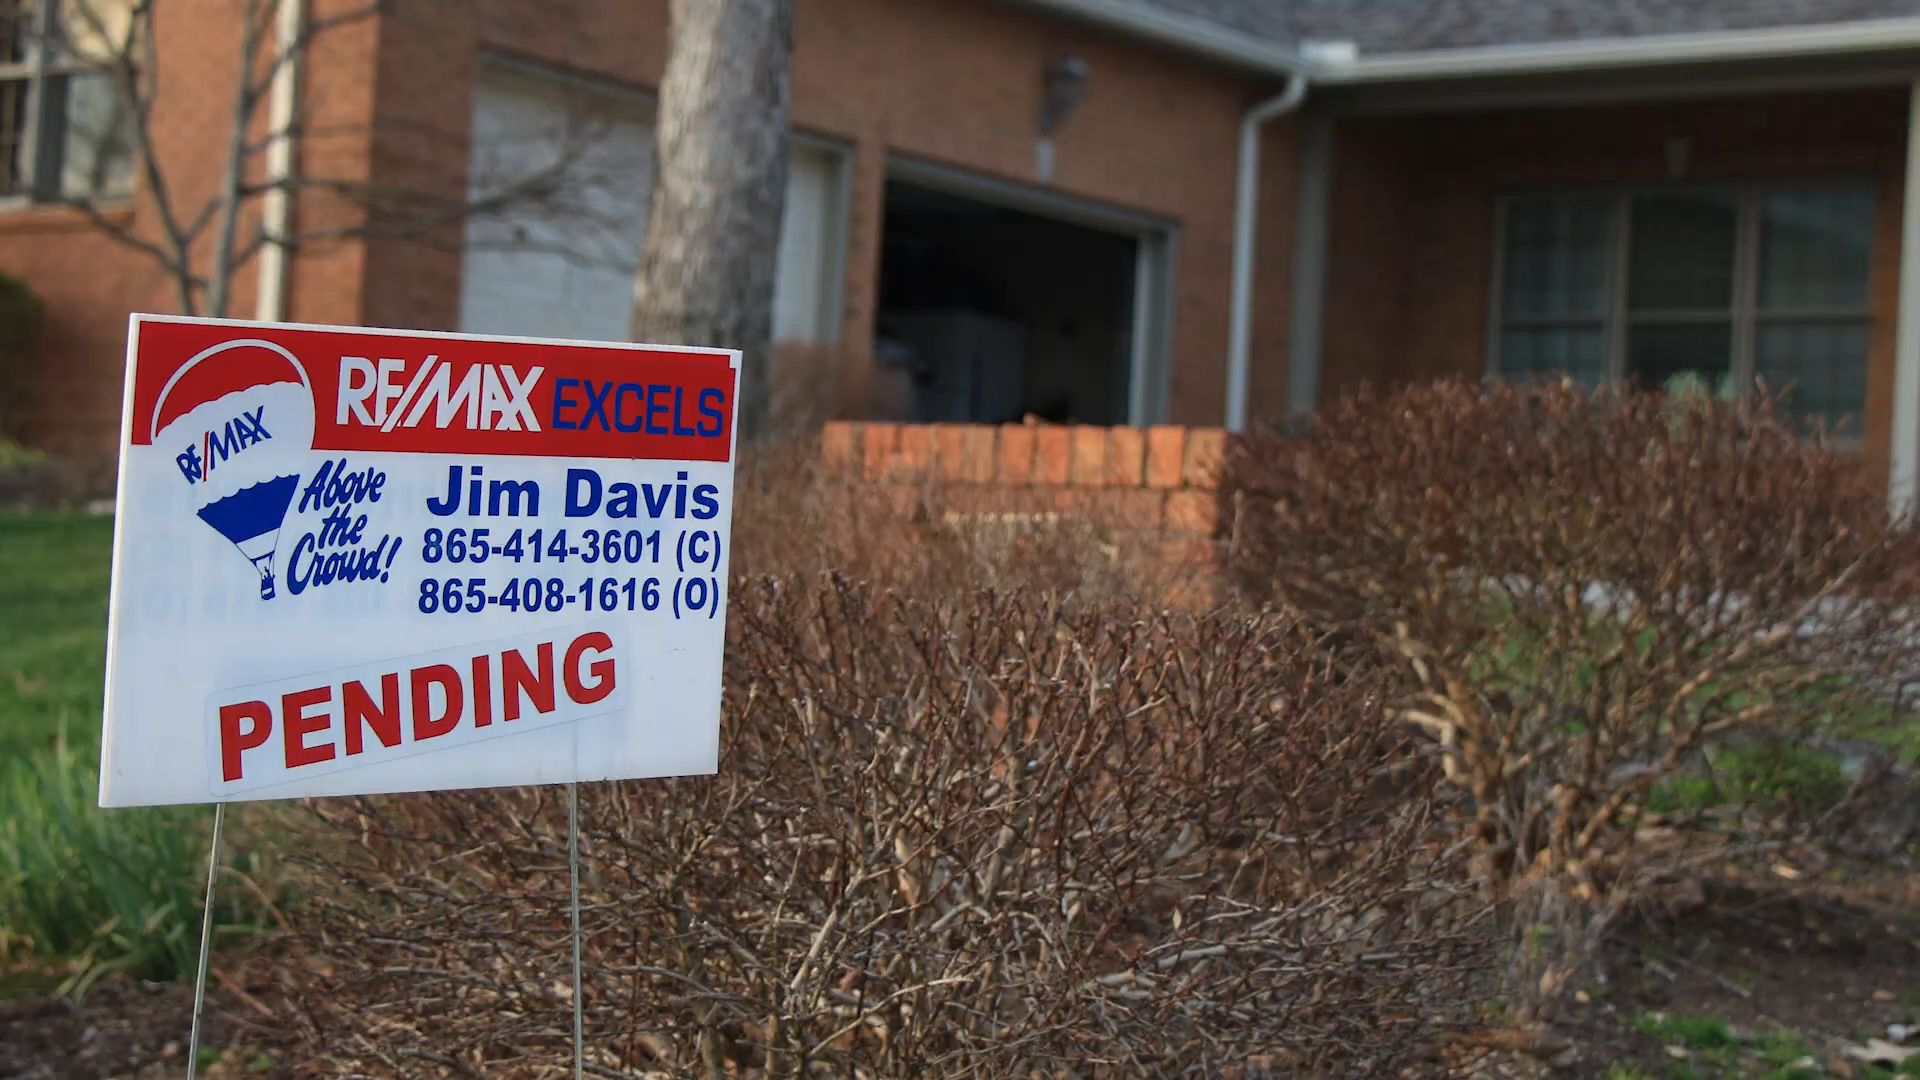 RE/MAX EXCELS
RE/MAX
Above
the
Crowd!
Jim Davis
865-414-3601 (C)
865-408-1616 (O)
PENDING